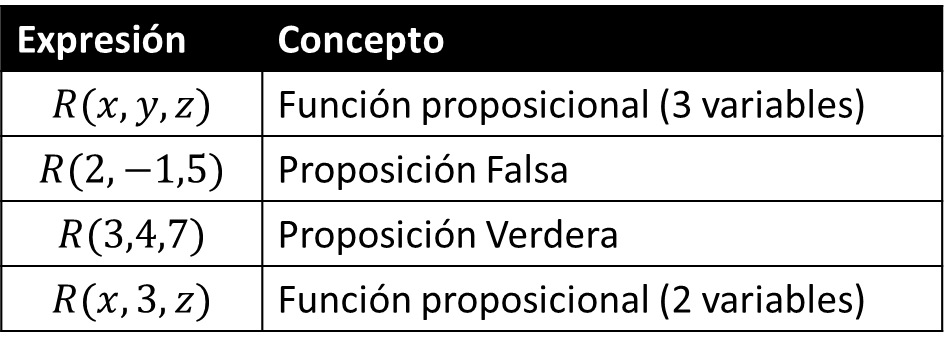 Expresión Concepto
R(x, y, z) Función proposicional (3 variables)
R(2, −1,5) Proposición Falsa
R(3,4,7) Proposición Verdera
R(x, 3, z) Función proposicional (2 variables)